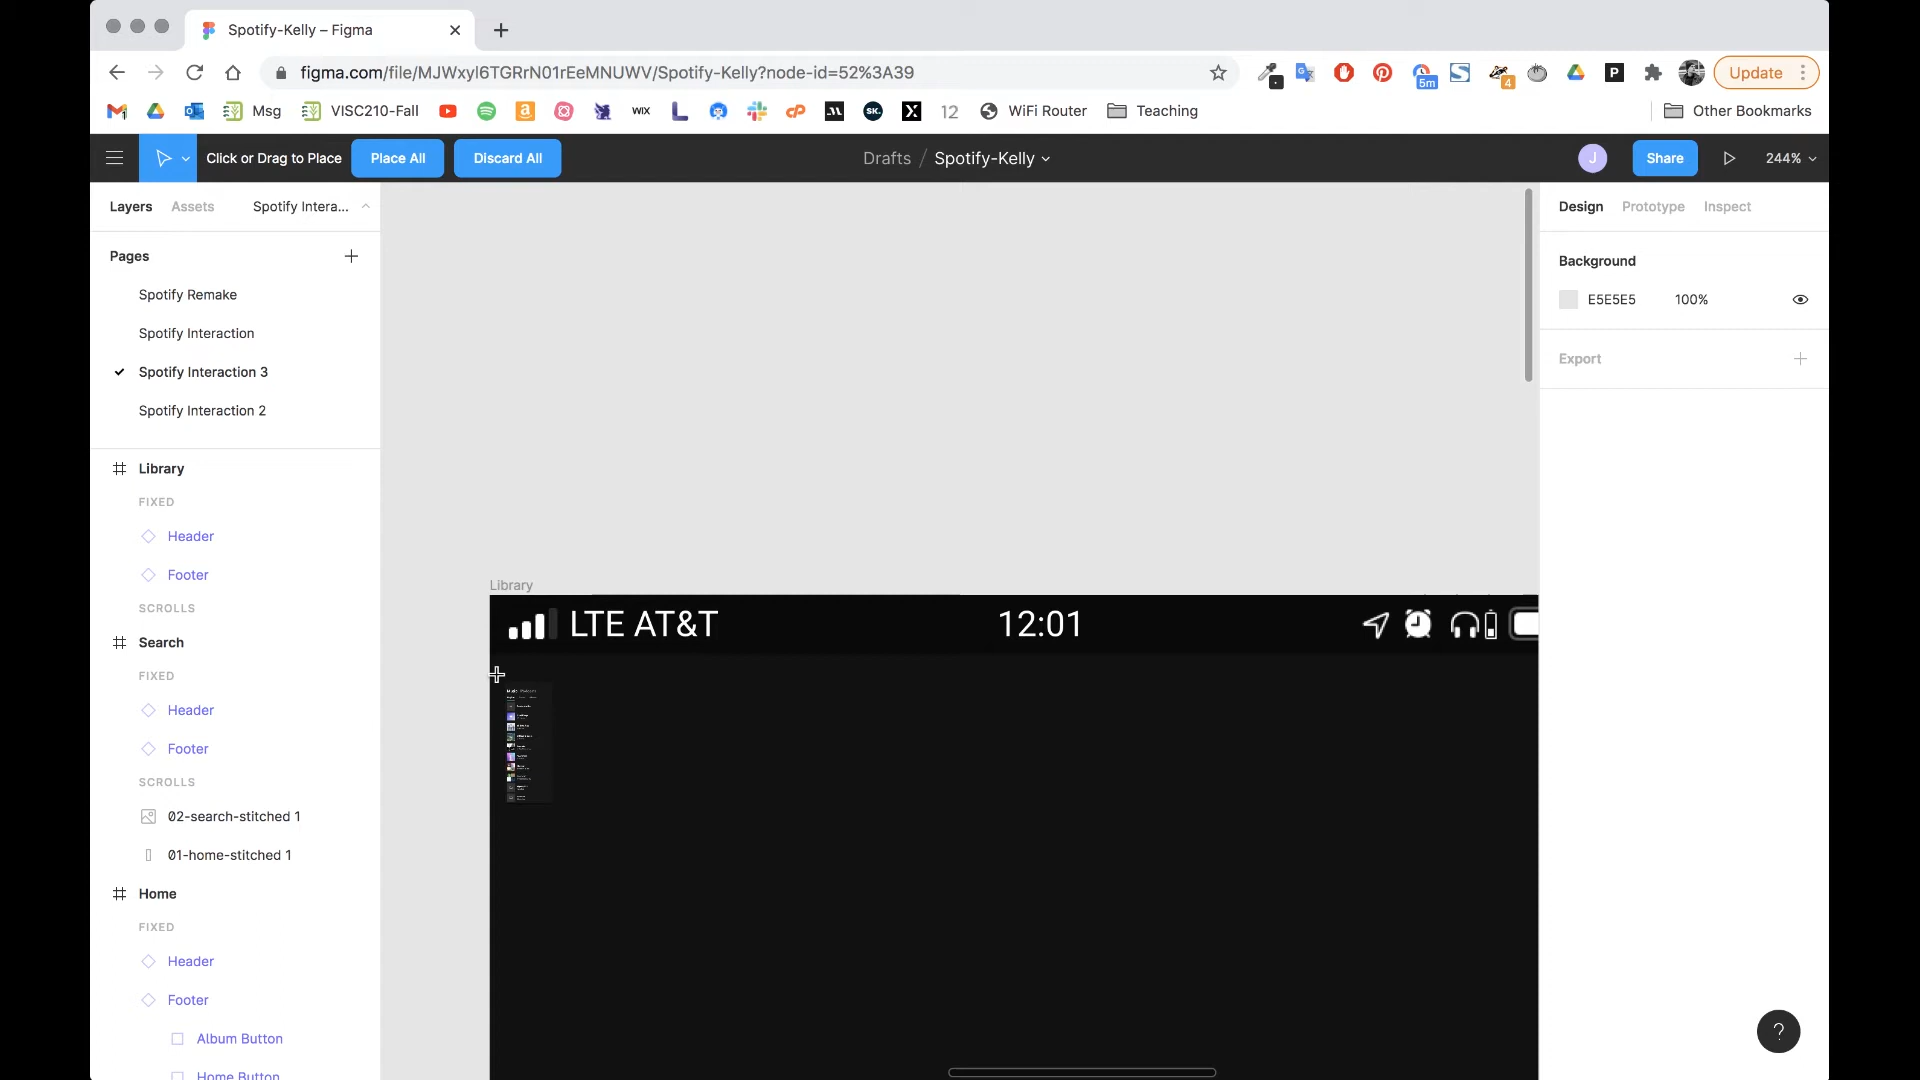 Spotify-Kelly – Figma
figma.com/file/MJWxyl6TGRrN01rEeMNUWV/Spotify-Kelly?node-id=52%3A39
5m
4
P
Update
Msg
VISC210-Fall
WIX
SK.
12
WiFi Router
Teaching
Other Bookmarks
Click or Drag to Place
Place All
Discard All
Drafts / Spotify-Kelly
J
Share
244%
Layers
Assets
Spotify Intera...
Design
Prototype
Inspect
Pages
Background
Spotify Remake
E5E5E5
100%
Spotify Interaction
Export
Spotify Interaction 3
Spotify Interaction 2
Library
FIXED
Header
Footer
SCROLLS
Library
LTE AT&T
12:01
Search
FIXED
Header
Footer
SCROLLS
02-search-stitched 1
01-home-stitched 1
Home
FIXED
Header
Footer
Album Button
Home Button
?